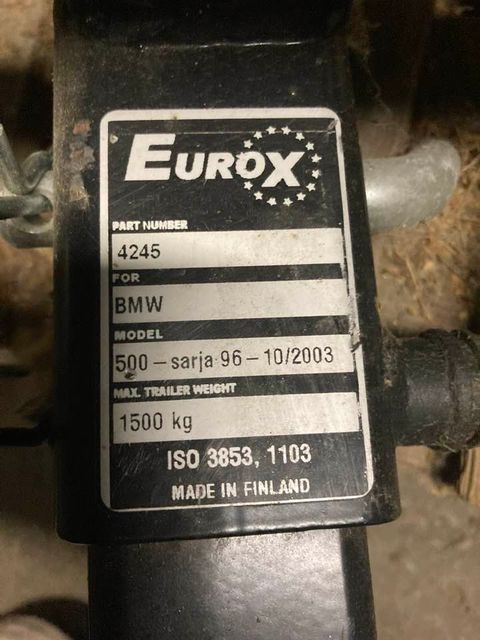 EUROX
PART NUMBER
4245
FOR
BMW
MODEL
500 - sarja 96 - 10/2003
MAX. TRAILER WEIGHT
1500 kg
ISO 3853, 1103
MADE IN FINLAND